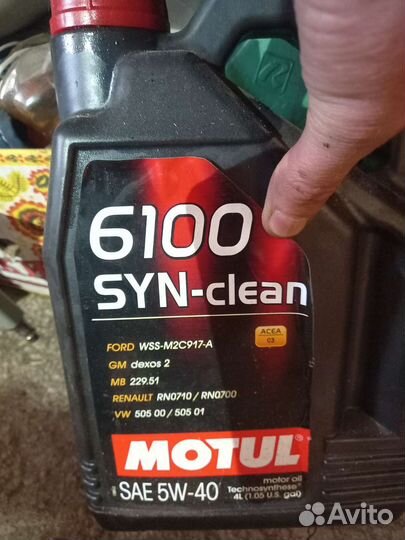 6100
SYN-clean
ACEA
C3
FORD WSS-M2C917-A
GM dexos 2
MB 229.51
RENAULT RN0710 / RN0700
VW 505 00 / 505 01
MOTUL
SAE 5W-40
motor oil
Technosynthese®
4L (1.05 U.S. gal)
Avito